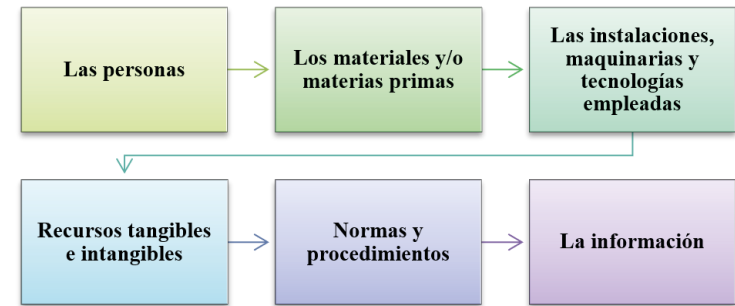 Las personas
Los materiales y/o
materias primas
Las instalaciones,
maquinarias y
tecnologías
empleadas
Recursos tangibles
e intangibles
Normas y
procedimientos
La información